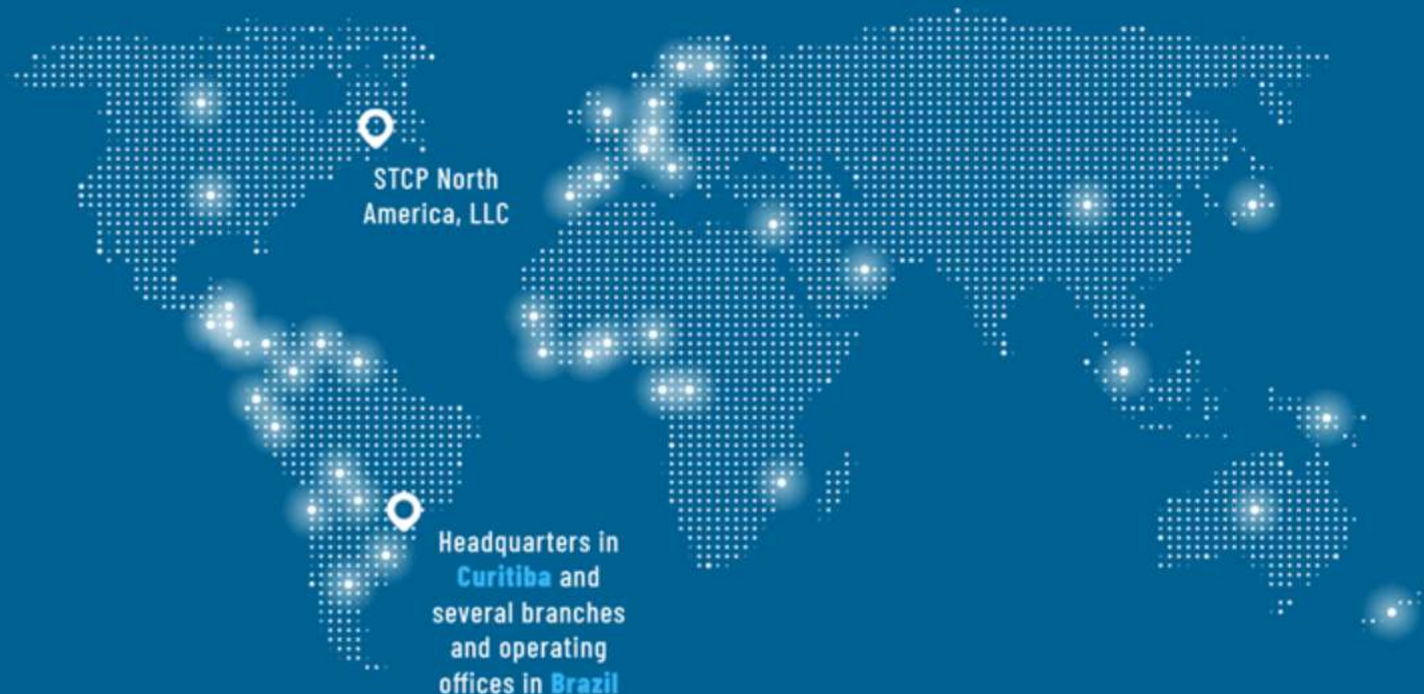 STCP North
America, LLC
Headquarters in
Curitiba and
several branches
and operating
offices in Brazil